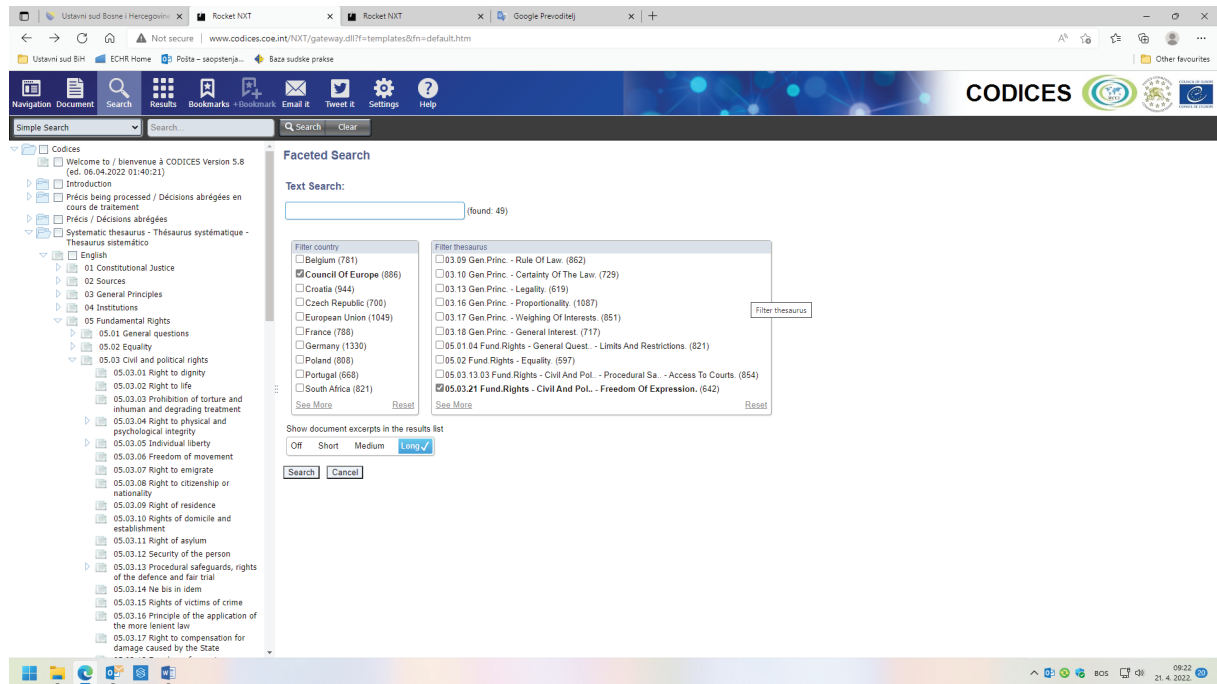 Ustavni sud Bosne i Hercegovine
Rocket NXT
Rocket NXT
Google Prevoditelj
Not secure | www.codices.coe.int/NXT/gateway.dll?f=templates&fn=default.htm
Ustavni sud BiH
ECHR Home
Pošta – saopstenja...
Baza sudske prakse
Other favourites
Navigation Document Search Results Bookmarks +Bookmark Email it Tweet it Settings Help
CODICES
Simple Search
Search...
Search Clear
Codices
Welcome to / bienvenue à CODICES Version 5.8
(ed. 06.04.2022 01:40:21)
Introduction
Précis being processed / Décisions abrégées en
cours de traitement
Précis / Décisions abrégées
Systematic thesaurus - Thésaurus systématique -
Thesaurus sistemático
English
01 Constitutional Justice
02 Sources
03 General Principles
04 Institutions
05 Fundamental Rights
05.01 General questions
05.02 Equality
05.03 Civil and political rights
05.03.01 Right to dignity
05.03.02 Right to life
05.03.03 Prohibition of torture and
inhuman and degrading treatment
05.03.04 Right to physical and
psychological integrity
05.03.05 Individual liberty
05.03.06 Freedom of movement
05.03.07 Right to emigrate
05.03.08 Right to citizenship or
nationality
05.03.09 Right of residence
05.03.10 Rights of domicile and
establishment
05.03.11 Right of asylum
05.03.12 Security of the person
05.03.13 Procedural safeguards, rights
of the defence and fair trial
05.03.14 Ne bis in idem
05.03.15 Rights of victims of crime
05.03.16 Principle of the application of
the more lenient law
05.03.17 Right to compensation for
damage caused by the State
Faceted Search
Text Search:
(found: 49)
Filter country
Belgium (781)
Council Of Europe (886)
Croatia (944)
Czech Republic (700)
European Union (1049)
France (788)
Germany (1330)
Poland (808)
Portugal (668)
South Africa (821)
See More Reset
Filter thesaurus
03.09 Gen.Princ. - Rule Of Law. (862)
03.10 Gen.Princ. - Certainty Of The Law. (729)
03.13 Gen.Princ. - Legality. (619)
03.16 Gen.Princ. - Proportionality. (1087)
03.17 Gen.Princ. - Weighing Of Interests. (851)
03.18 Gen.Princ. - General Interest. (717)
05.01.04 Fund.Rights - General Quest.. - Limits And Restrictions. (821)
05.02 Fund.Rights - Equality. (597)
05.03.13.03 Fund.Rights - Civil And Pol.. - Procedural Sa.. - Access To Courts. (854)
05.03.21 Fund.Rights - Civil And Pol.. - Freedom Of Expression. (642)
See More Reset
Filter thesaurus
Show document excerpts in the results list
Off Short Medium Long
Search Cancel
BOS
09:22
21. 4. 2022.
20